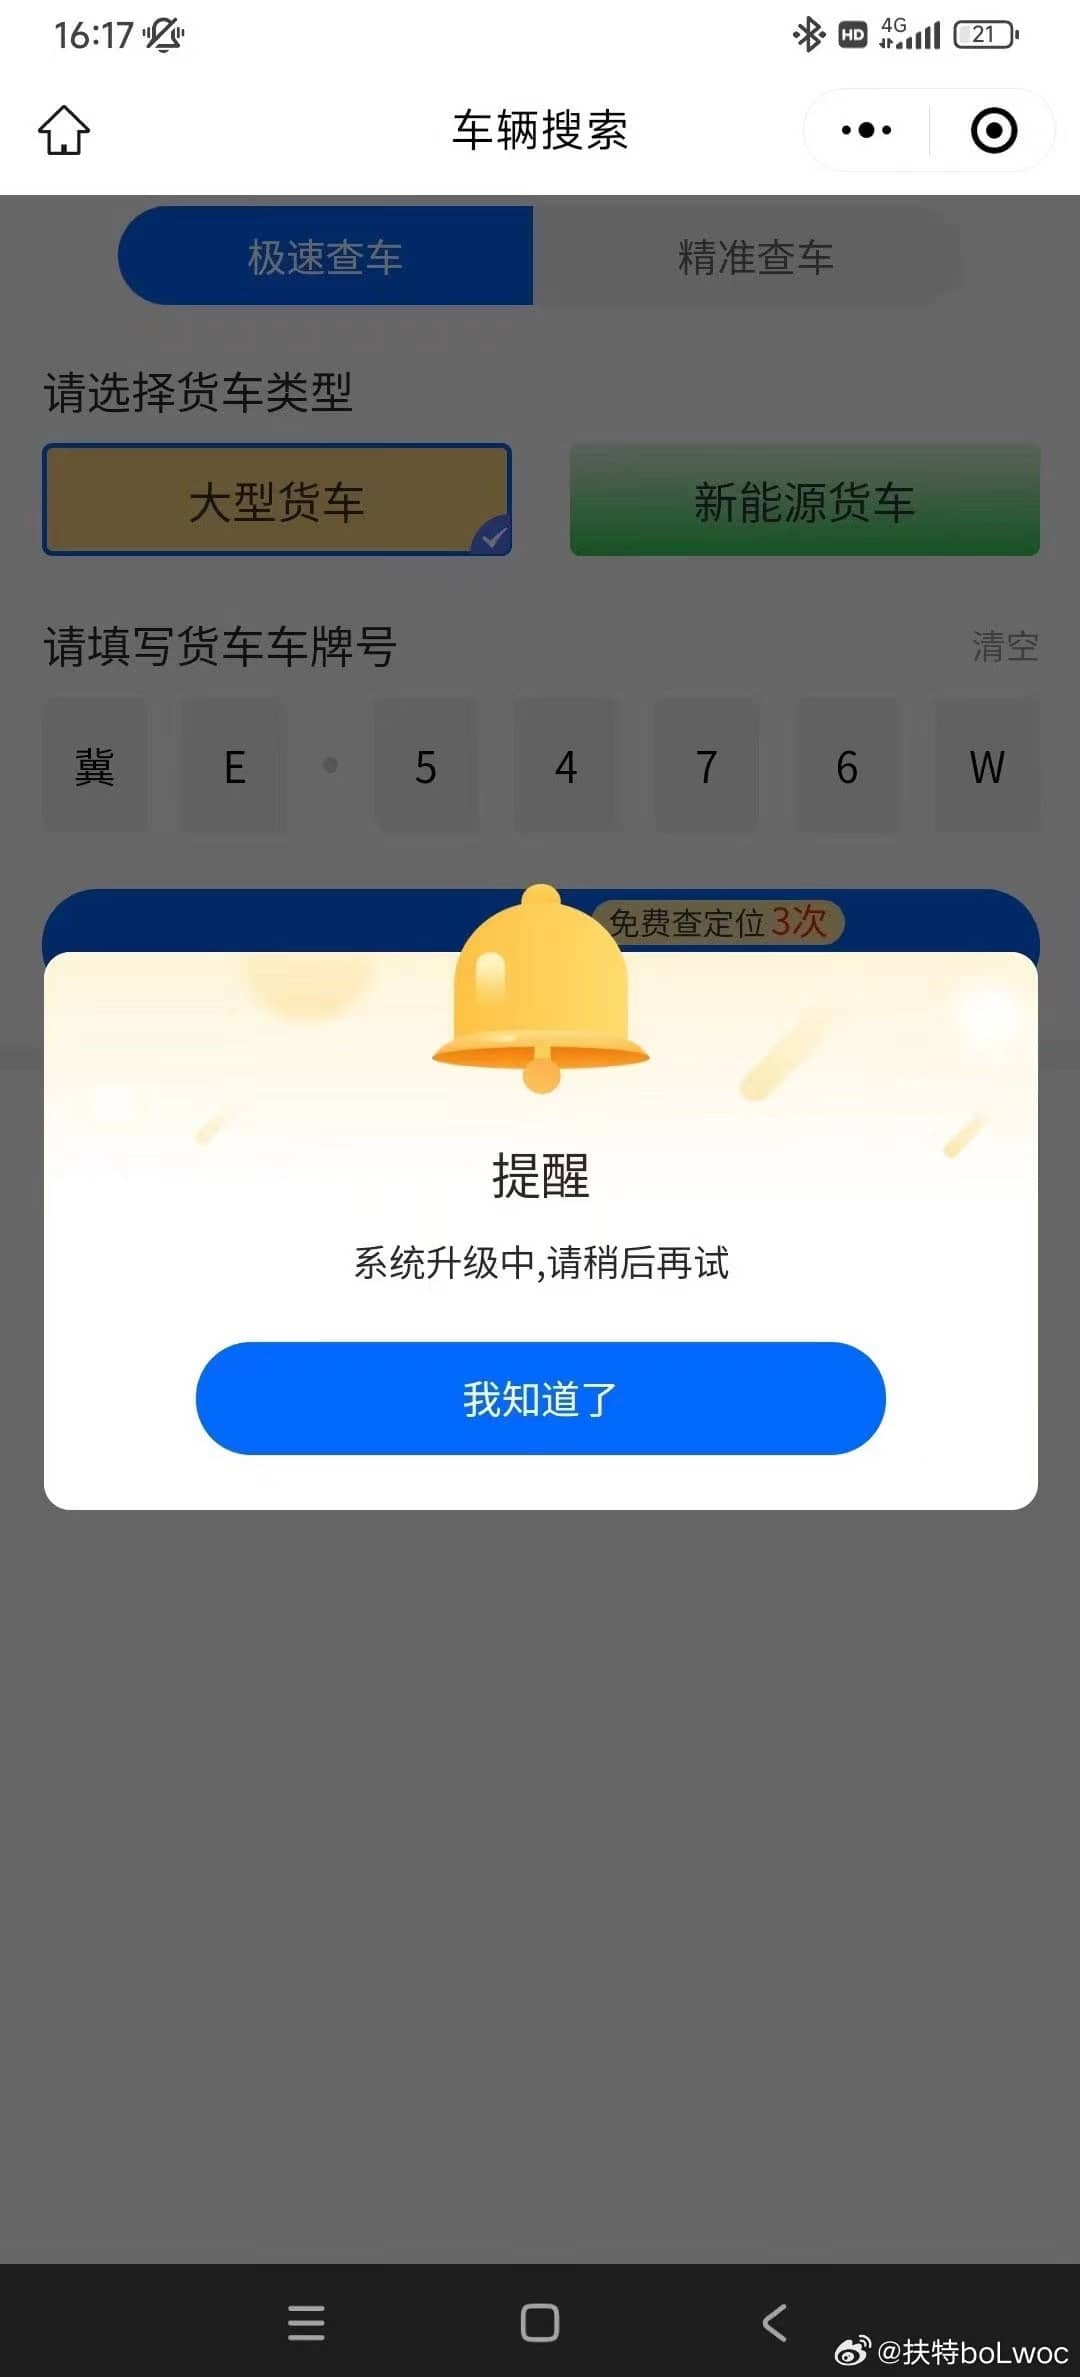 16:17 HD 4G 21
车辆搜索
极速查车 精准查车
请选择货车类型
大型货车 新能源货车
请填写货车车牌号 清空
冀 E · 5 4 7 6 W
免费查定位 3次
提醒
系统升级中,请稍后再试
我知道了
@扶特boLwoc